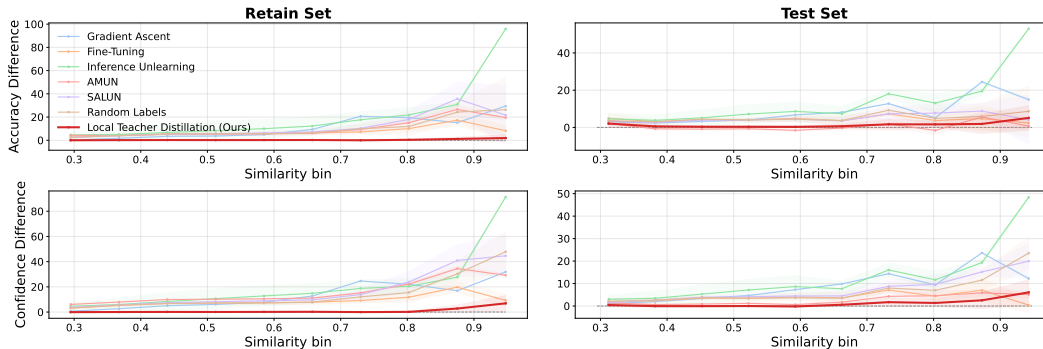 Retain Set
Test Set
Accuracy Difference
100
80
60
40
20
0
Gradient Ascent
Fine-Tuning
Inference Unlearning
AMUN
SALUN
Random Labels
Local Teacher Distillation (Ours)
0.3 0.4 0.5 0.6 0.7 0.8 0.9
Similarity bin
40
20
0
0.3 0.4 0.5 0.6 0.7 0.8 0.9
Similarity bin
Confidence Difference
80
60
40
20
0
0.3 0.4 0.5 0.6 0.7 0.8 0.9
Similarity bin
50
40
30
20
10
0
0.3 0.4 0.5 0.6 0.7 0.8 0.9
Similarity bin